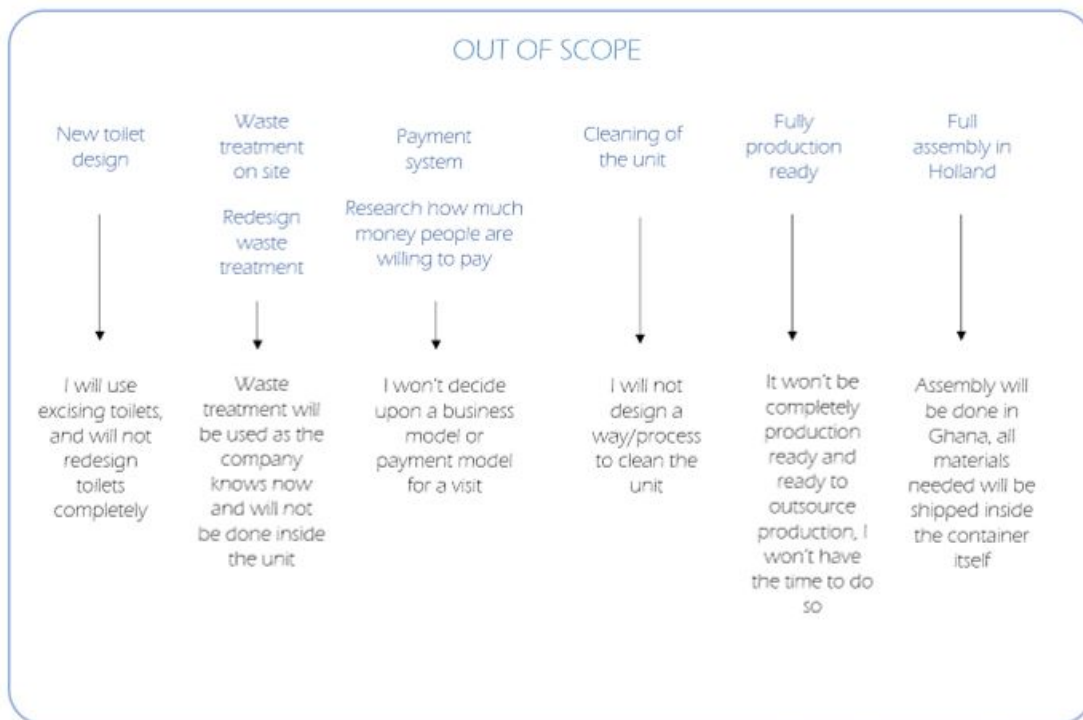 OUT OF SCOPE
New toilet
design
I will use
excising toilets,
and will not
redesign
toilets
completely
Waste
treatment
on site
Redesign
waste
treatment
Waste
treatment will
be used as the
company
knows now
and will not
be done inside
the unit
Payment
system
Research how much
money people are
willing to pay
I won't decide
upon a business
model or
payment model
for a visit
Cleaning of
the unit
I will not
design a
way/process
to clean the
unit
Fully
production
ready
It won't be
completely
production
ready and
ready to
outsource
production, I
won't have
the time to do
so
Full
assembly in
Holland
Assembly will
be done in
Ghana, all
materials
needed will be
shipped inside
the container
itself